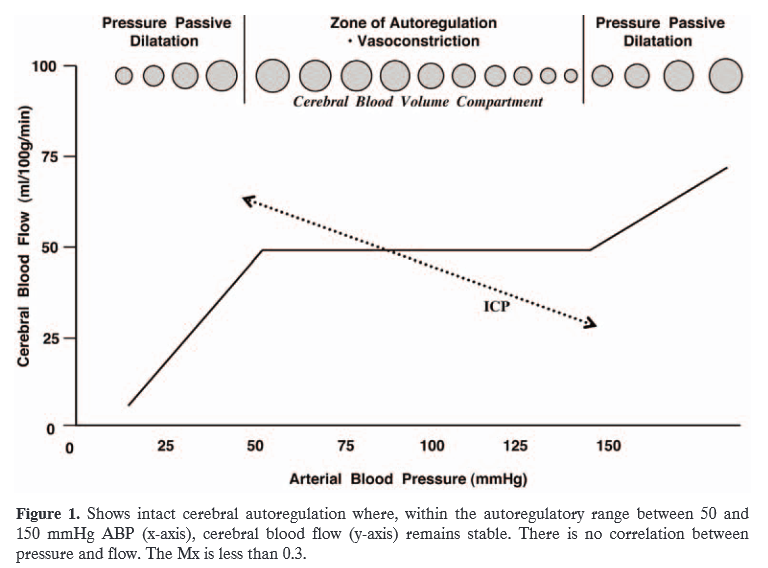 Pressure Passive
Dilatation
Zone of Autoregulation
· Vasoconstriction
Pressure Passive
Dilatation
Cerebral Blood Volume Compartment
Cerebral Blood Flow (ml/100g/min)
100
75
50
25
0
ICP
0 25 50 75 100 125 150
Arterial Blood Pressure (mmHg)
Figure 1. Shows intact cerebral autoregulation where, within the autoregulatory range between 50 and
150 mmHg ABP (x-axis), cerebral blood flow (y-axis) remains stable. There is no correlation between
pressure and flow. The Mx is less than 0.3.